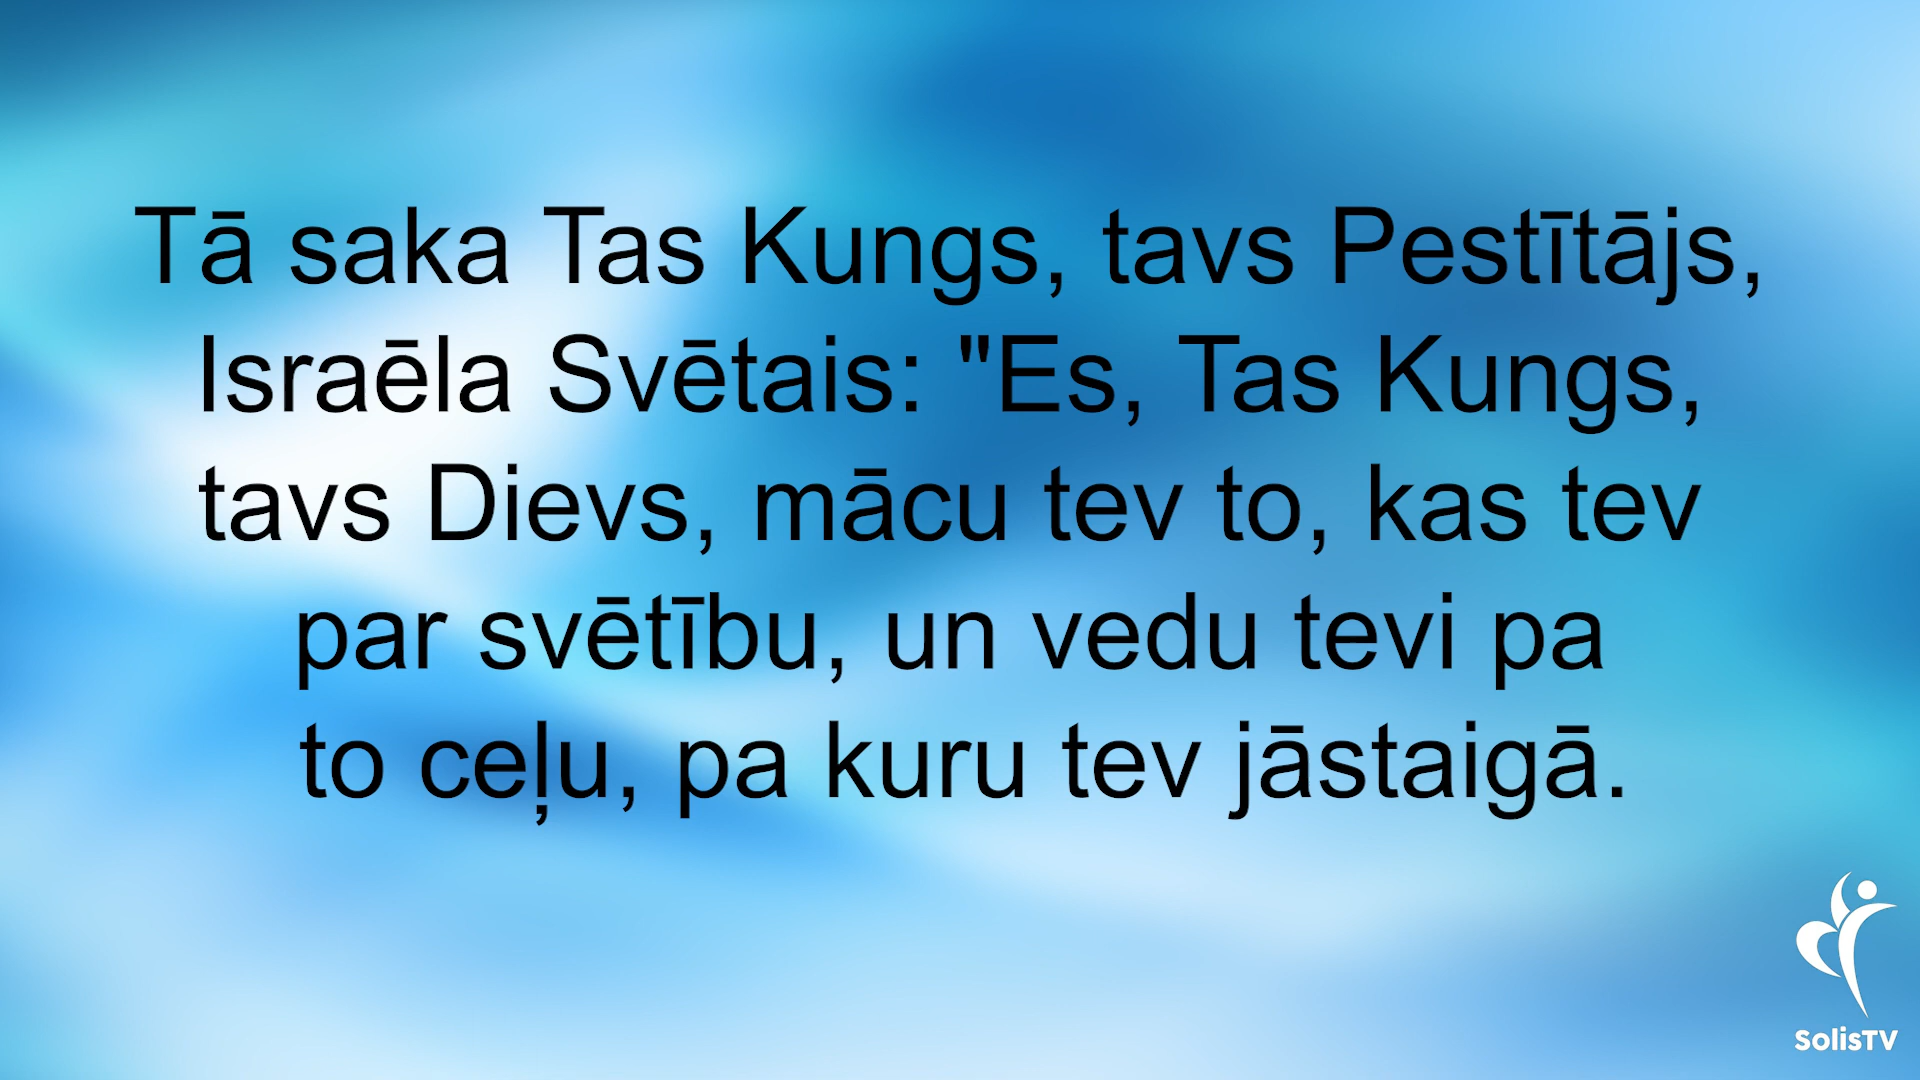 Tā saka Tas Kungs, tavs Pestītājs,
Israēla Svētais: "Es, Tas Kungs,
tavs Dievs, mācu tev to, kas tev
par svētību, un vedu tevi pa
to ceļu, pa kuru tev jāstaigā.
SolisTV